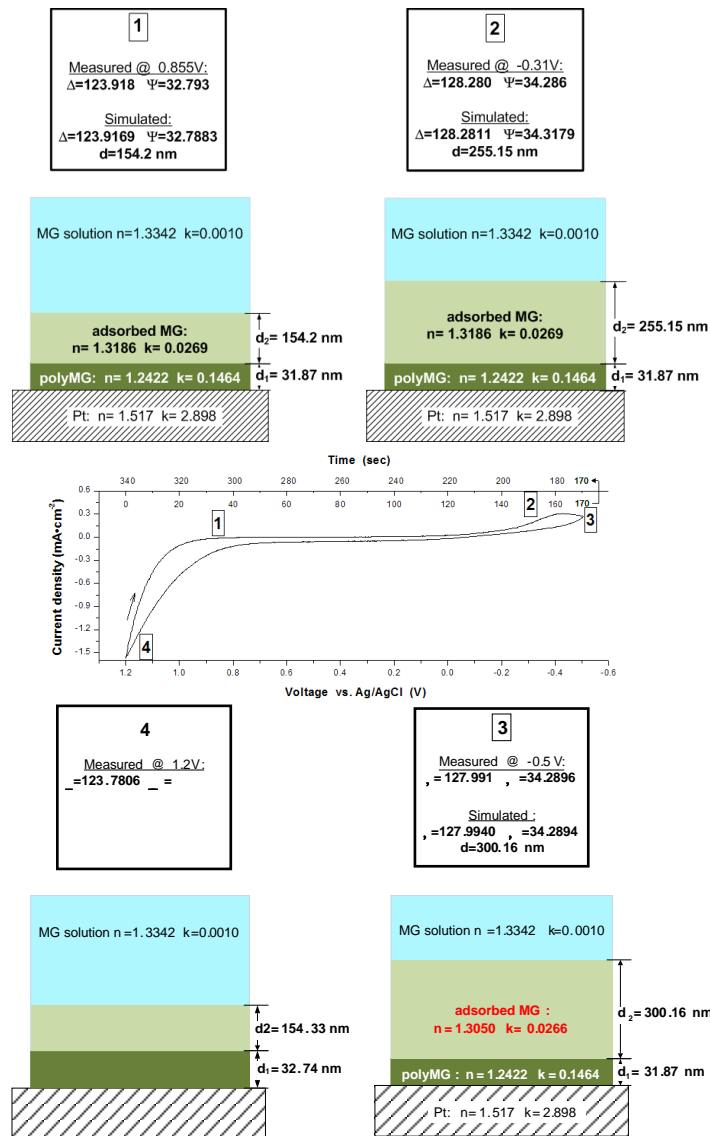 1
Measured @ 0.855V:
Δ=123.918 Ψ=32.793
Simulated:
Δ=123.9169 Ψ=32.7883
d=154.2 nm
2
Measured @ -0.31V:
Δ=128.280 Ψ=34.286
Simulated:
Δ=128.2811 Ψ=34.3179
d=255.15 nm
MG solution n=1.3342 k=0.0010
adsorbed MG:
n= 1.3186 k= 0.0269
d₂= 154.2 nm
polyMG: n= 1.2422 k= 0.1464
d₁= 31.87 nm
Pt: n= 1.517 k= 2.898
MG solution n=1.3342 k=0.0010
adsorbed MG:
n= 1.3186 k= 0.0269
d₂= 255.15 nm
polyMG: n= 1.2422 k= 0.1464
d₁= 31.87 nm
Pt: n= 1.517 k= 2.898
Time (sec)
340 320 300 280 260 240 220 200 180 170
0 20 40 60 80 100 120 140 160 170
Current density (mA•cm⁻²)
0.6
0.3
0.0
-0.3
-0.6
-0.9
-1.2
-1.5
1
2
3
4
1.2 1.0 0.8 0.6 0.4 0.2 0.0 -0.2 -0.4 -0.6
Voltage vs. Ag/AgCl (V)
4
Measured @ 1.2V:
_=123.7806 _ =
3
Measured @ -0.5 V:
, = 127.991 , =34.2896
Simulated :
, =127.9940 , =34.2894
d=300.16 nm
MG solution n =1.3342 k=0.0010
d2= 154.33 nm
d₁= 32.74 nm
MG solution n =1.3342 k=0.0010
adsorbed MG :
n = 1.3050 k= 0.0266
d₂= 300.16 nm
polyMG : n = 1.2422 k = 0.1464
d₁= 31.87 nm
Pt: n= 1.517 k= 2.898